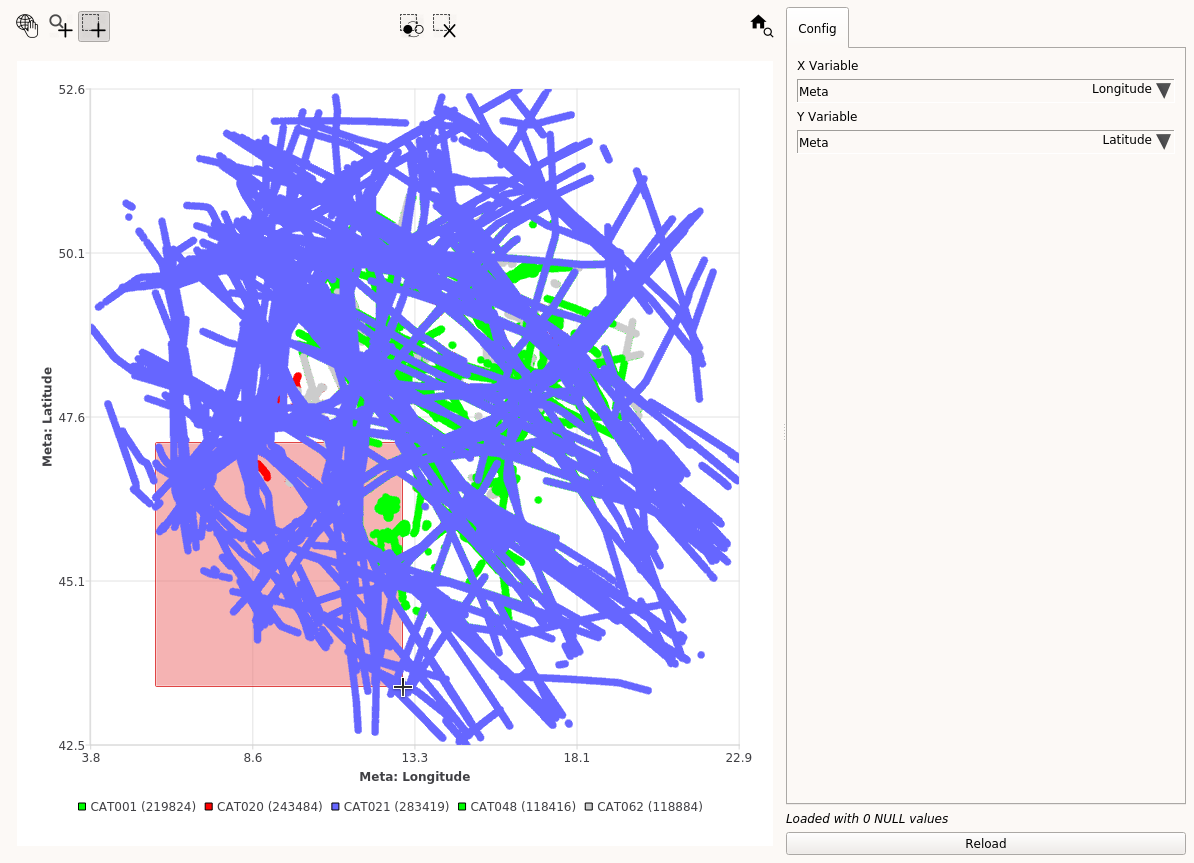 Config
X Variable
Meta Longitude
Y Variable
Meta Latitude
52.6
50.1
47.6
45.1
42.5
Meta: Latitude
3.8 8.6 13.3 18.1 22.9
Meta: Longitude
CAT001 (219824) CAT020 (243484) CAT021 (283419) CAT048 (118416) CAT062 (118884)
Loaded with 0 NULL values
Reload